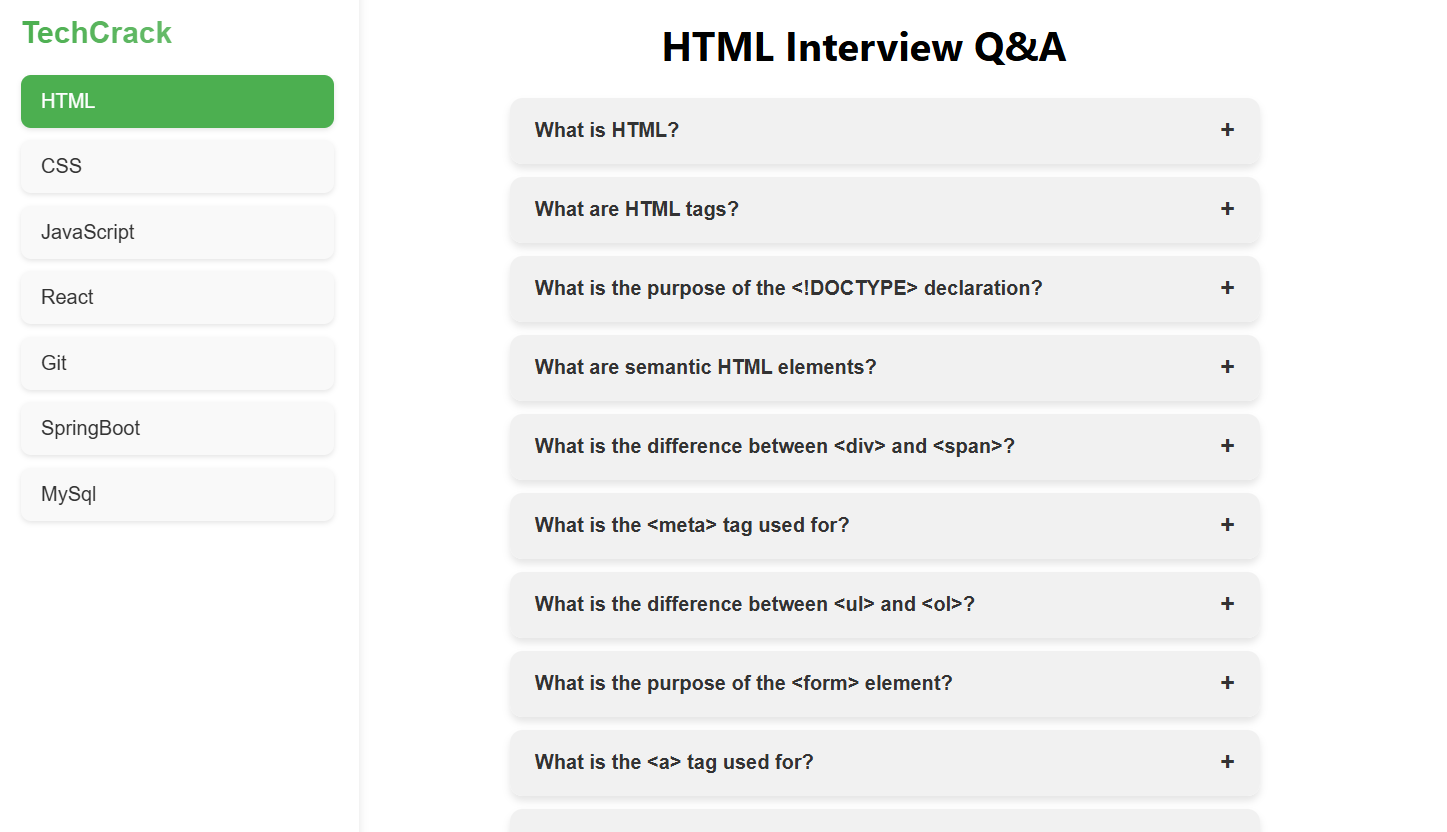 TechCrack
HTML
CSS
JavaScript
React
Git
SpringBoot
MySql
HTML Interview Q&A
What is HTML? +
What are HTML tags? +
What is the purpose of the <!DOCTYPE> declaration? +
What are semantic HTML elements? +
What is the difference between <div> and <span>? +
What is the <meta> tag used for? +
What is the difference between <ul> and <ol>? +
What is the purpose of the <form> element? +
What is the <a> tag used for? +